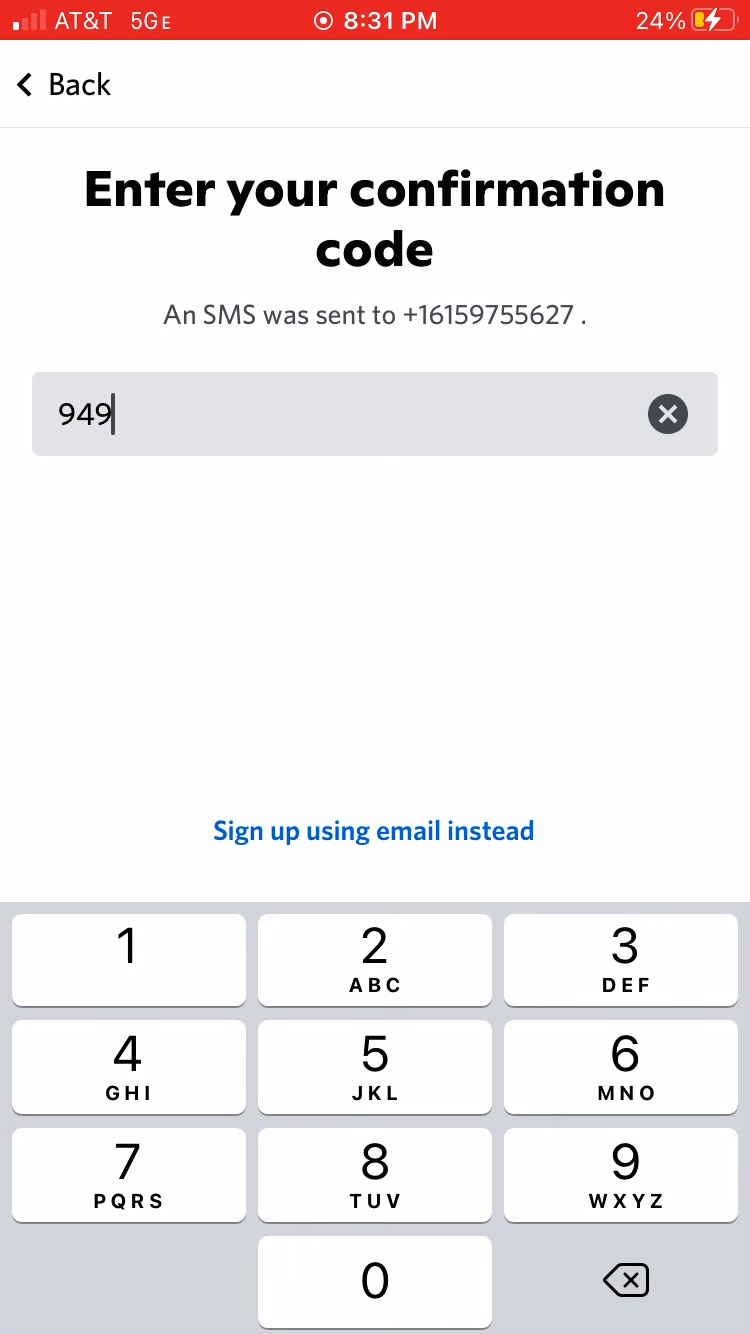 AT&T 5GE 8:31 PM 24%
Back
Enter your confirmation
code
An SMS was sent to +16159755627 .
949
Sign up using email instead
1 2 3
ABC DEF
4 5 6
GHI JKL MNO
7 8 9
PQRS TUV WXYZ
0